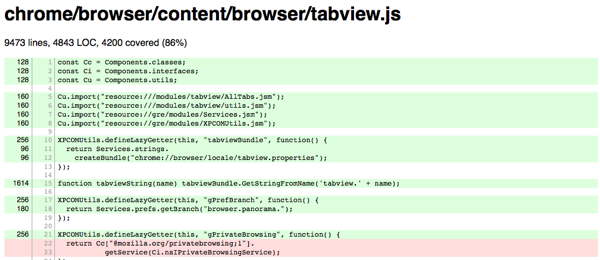 chrome/browser/content/browser/tabview.js
9473 lines, 4843 LOC, 4200 covered (86%)
128 1 const Cc = Components.classes;
128 2 const Ci = Components.interfaces;
128 3 const Cu = Components.utils;
4
160 5 Cu.import("resource:///modules/tabview/AllTabs.jsm");
160 6 Cu.import("resource:///modules/tabview/utils.jsm");
160 7 Cu.import("resource://gre/modules/Services.jsm");
160 8 Cu.import("resource://gre/modules/XPCOMUtils.jsm");
9
256 10 XPCOMUtils.defineLazyGetter(this, "tabviewBundle", function() {
96 11 return Services.strings.
96 12 createBundle("chrome://browser/locale/tabview.properties");
13 });
14
1614 15 function tabviewString(name) tabviewBundle.GetStringFromName('tabview.' + name);
16
256 17 XPCOMUtils.defineLazyGetter(this, "gPrefBranch", function() {
180 18 return Services.prefs.getBranch("browser.panorama.");
19 });
20
256 21 XPCOMUtils.defineLazyGetter(this, "gPrivateBrowsing", function() {
22 return Cc["@mozilla.org/privatebrowsing;1"].
23 getService(Ci.nsIPrivateBrowsingService);